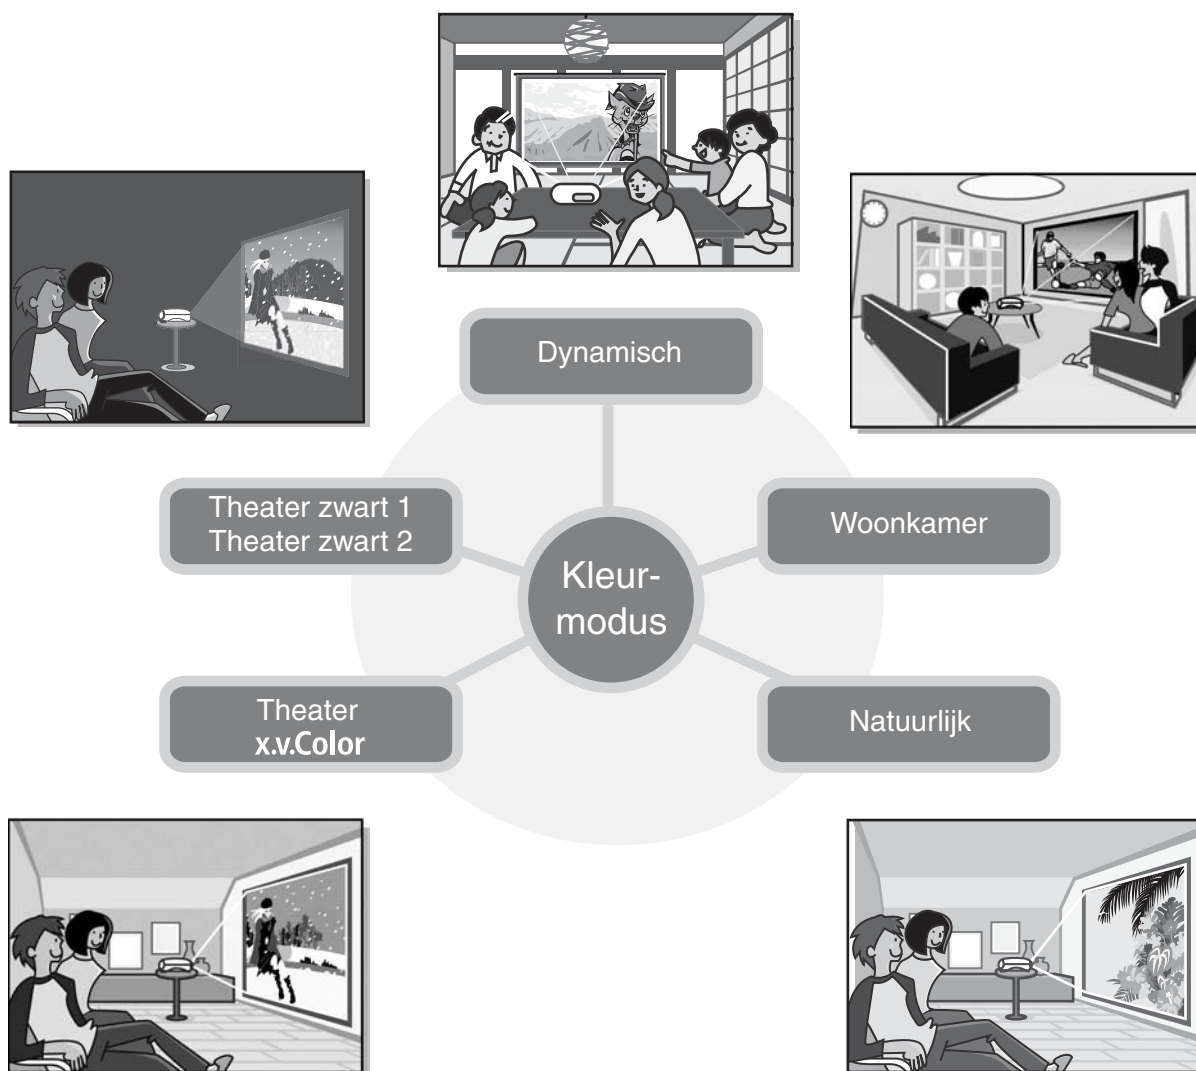 Dynamisch
Theater zwart 1
Theater zwart 2
Woonkamer
Kleur-
modus
Theater
x.v.Color
Natuurlijk